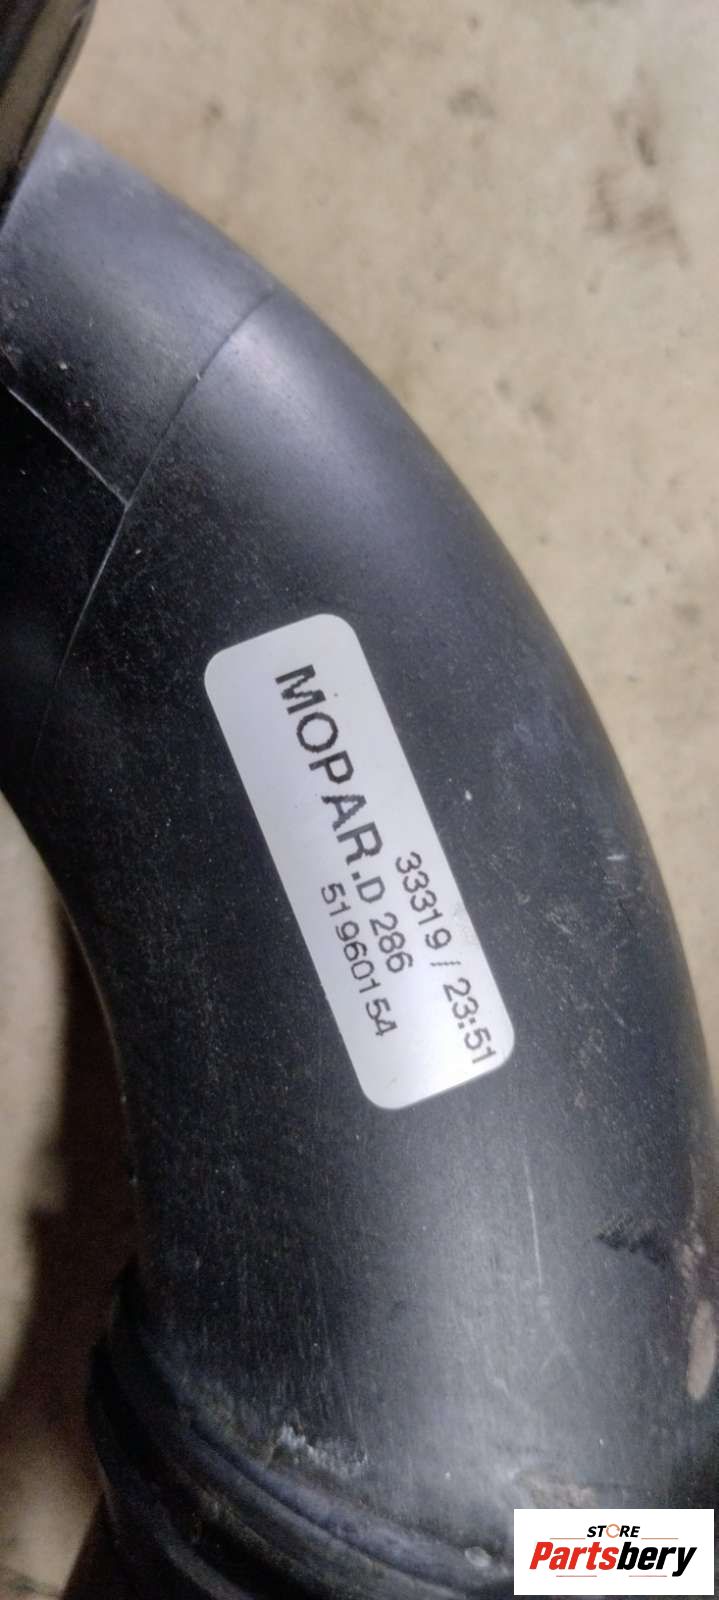 MOPAR.D 286
33319 / 23:51
51960154
STORE
Partsbery